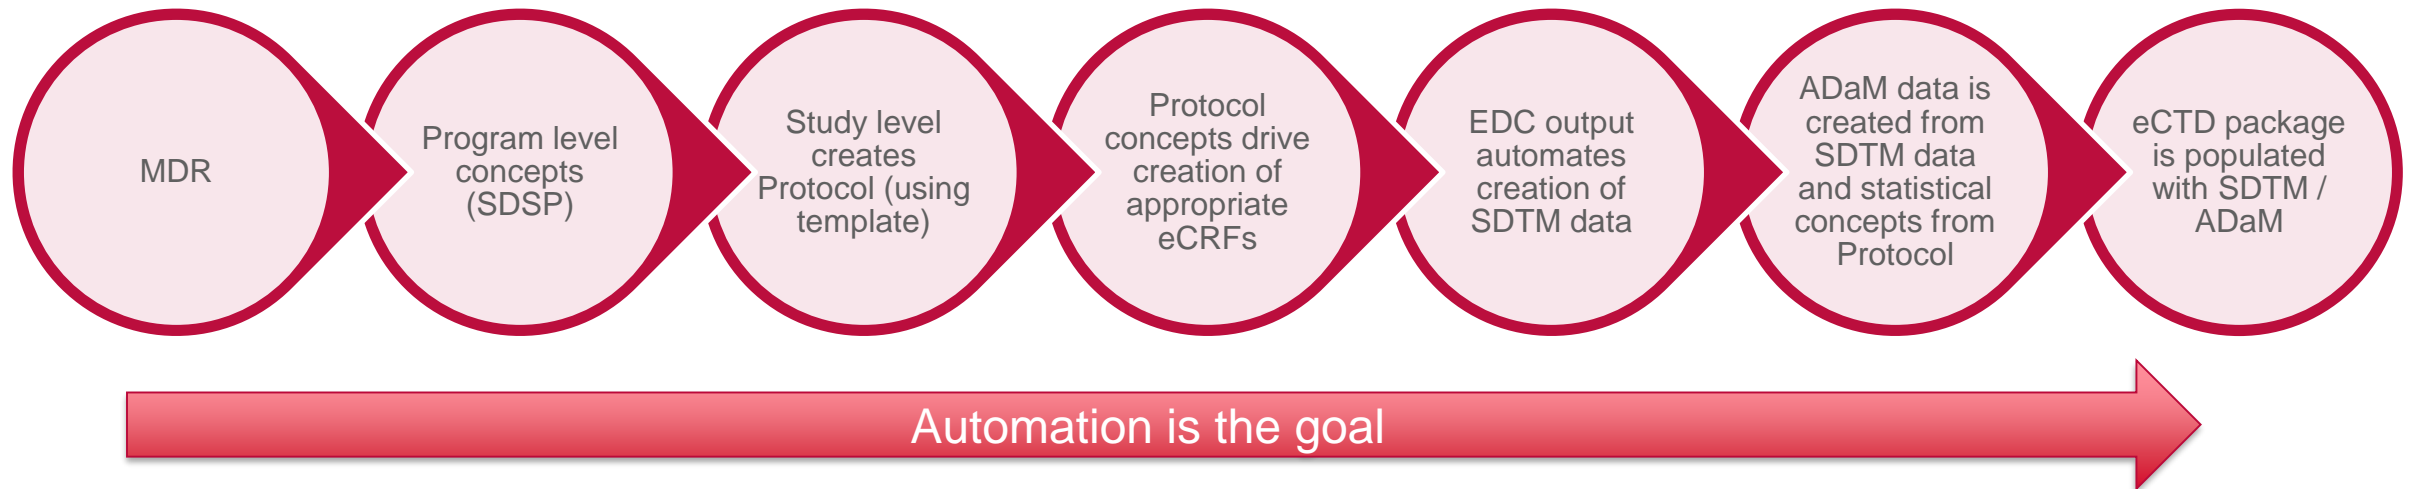 MDR
Program level
concepts
(SDSP)
Study level
creates
Protocol (using
template)
Protocol
concepts drive
creation of
appropriate
eCRFs
EDC output
automates
creation of
SDTM data
ADaM data is
created from
SDTM data
and statistical
concepts from
Protocol
eCTD package
is populated
with SDTM /
ADaM
Automation is the goal